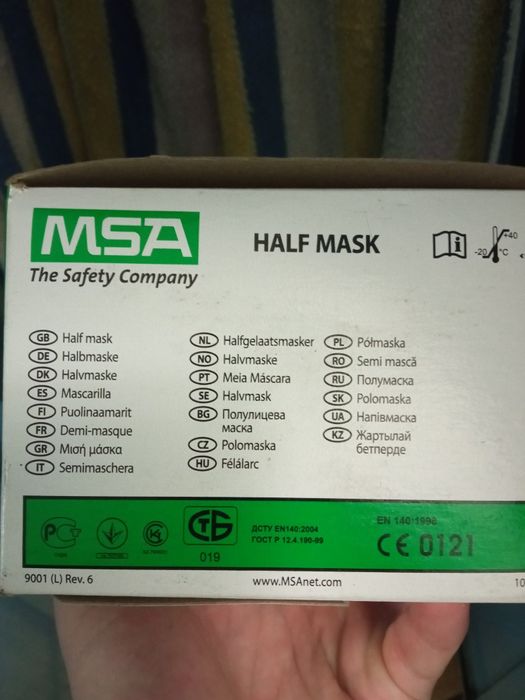 MSA
The Safety Company
HALF MASK
+40
-20 °C
GB Half mask
DE Halbmaske
DK Halvmaske
ES Mascarilla
FI Puolinaamarit
FR Demi-masque
GR Μισή μάσκα
IT Semimaschera
NL Halfgelaatsmasker
NO Halvmaske
PT Meia Máscara
SE Halvmask
BG Полулицева
маска
CZ Polomaska
HU Félálarc
PL Półmaska
RO Semi mască
RU Полумаска
SK Polomaska
UA Напівмаска
KZ Жартылай
бетперде
019
ДСТУ EN140:2004
ГОСТ Р 12.4.190-99
EN 140:1998
CE 0121
9001 (L) Rev. 6
www.MSAnet.com
10